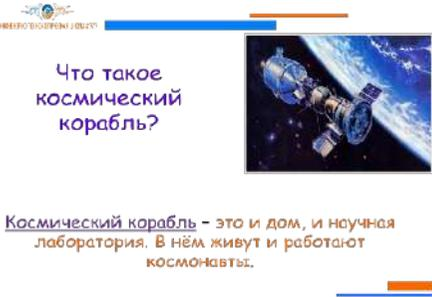 Что такое
космический
корабль?
Космический корабль – это и дом, и научная
лаборатория. В нём живут и работают
космонавты.